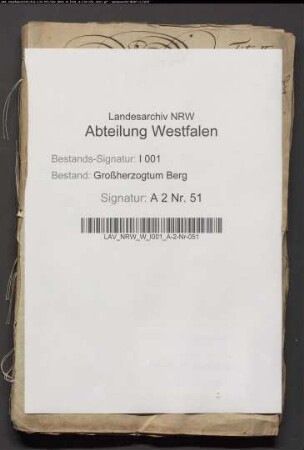 Landesarchiv NRW
Abteilung Westfalen
Bestands-Signatur: I 001
Bestand: Großherzogtum Berg
Signatur: A 2 Nr. 51
LAV_NRW_W_I001_A-2-Nr-051